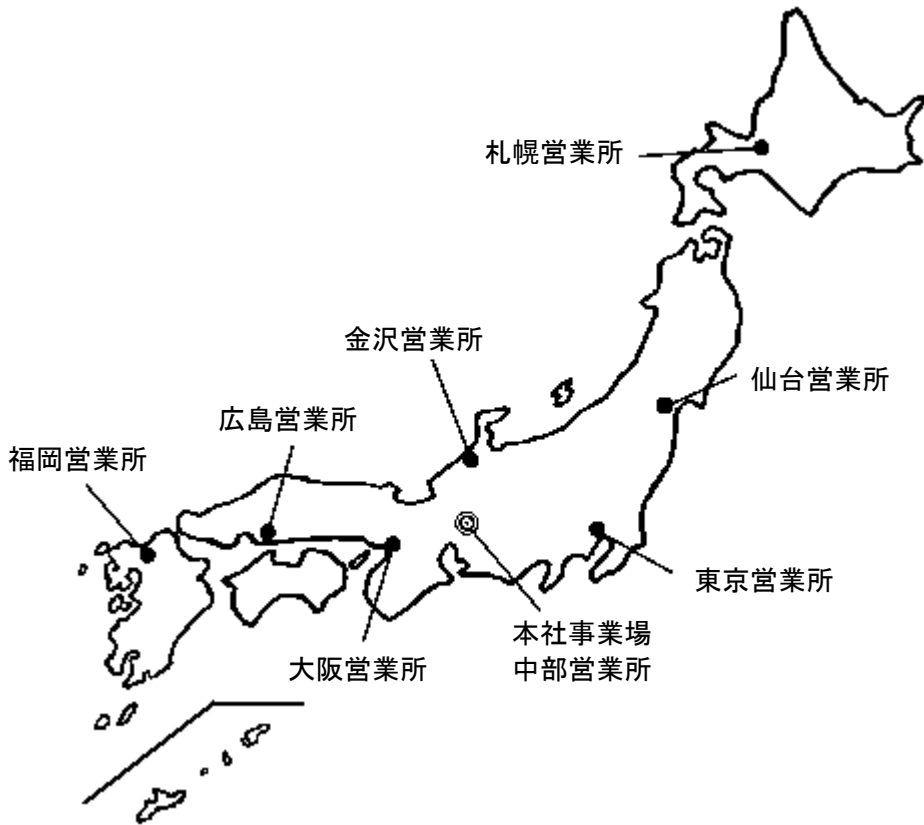 札幌営業所
金沢営業所
仙台営業所
広島営業所
福岡営業所
東京営業所
本社事業場
中部営業所
大阪営業所